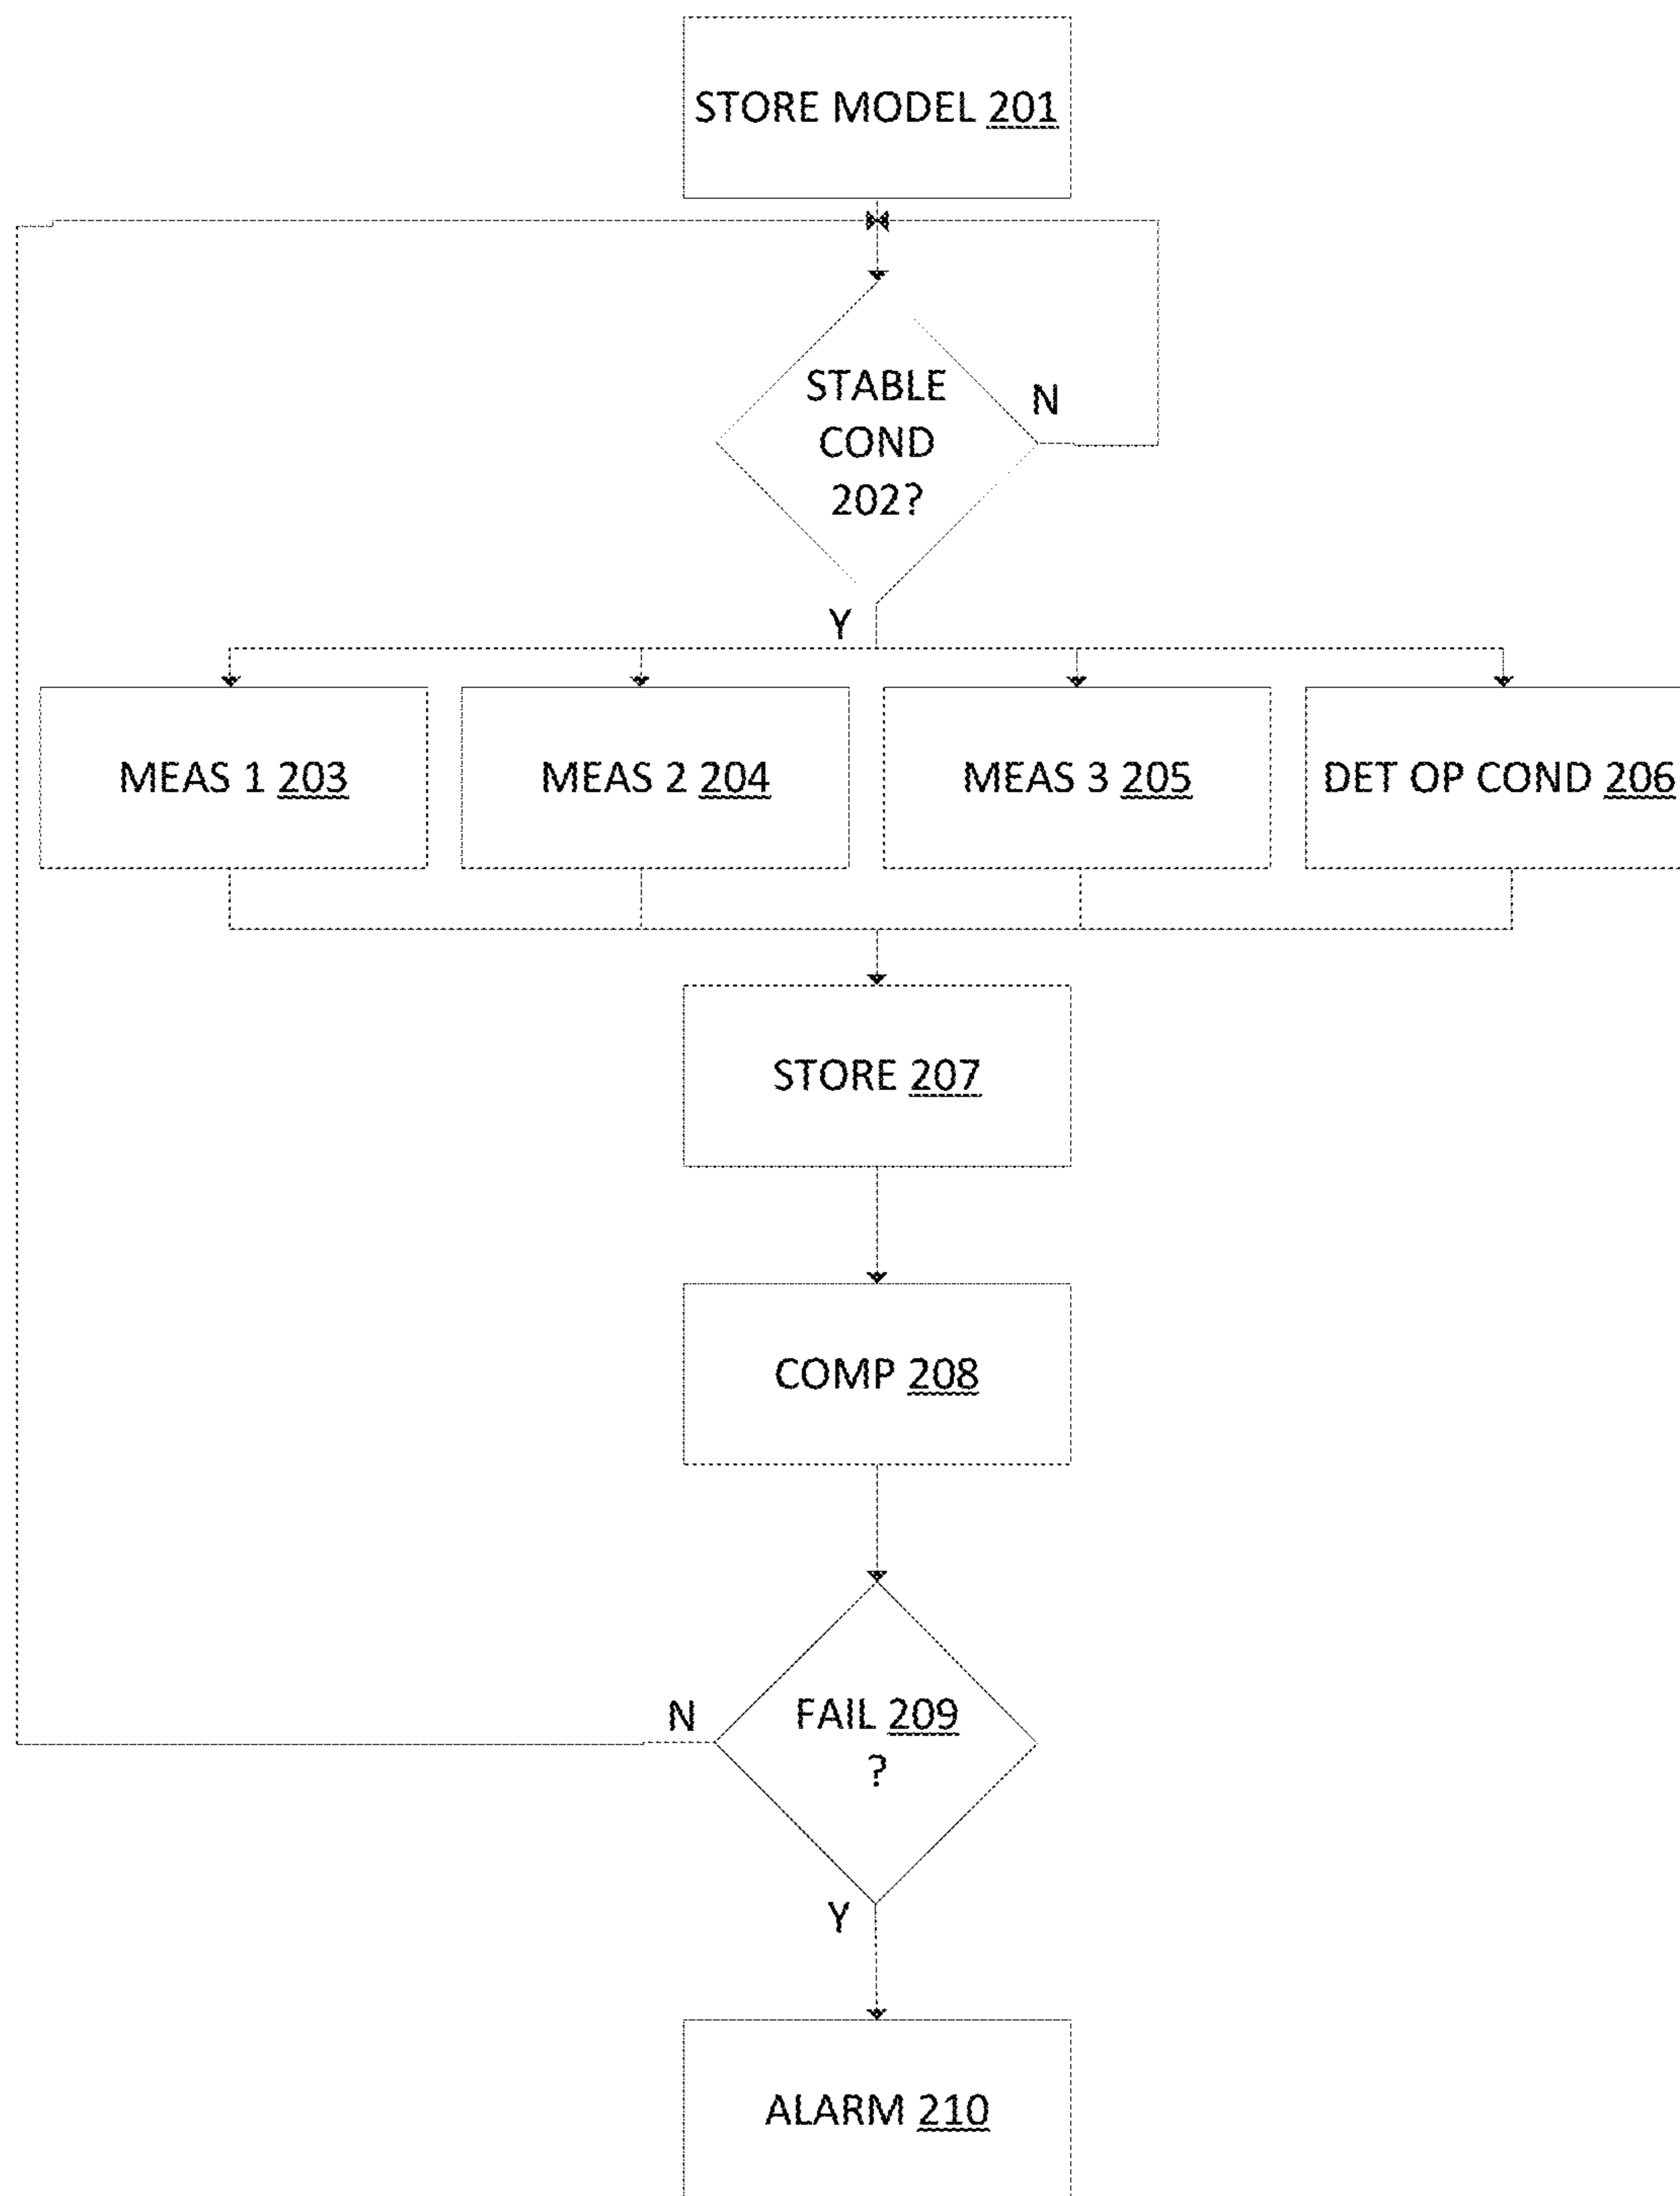 STORE MODEL 201
STABLE
COND
202?
N
Y
MEAS 1 203
MEAS 2 204
MEAS 3 205
DET OP COND 206
STORE 207
COMP 208
N
FAIL 209
?
Y
ALARM 210